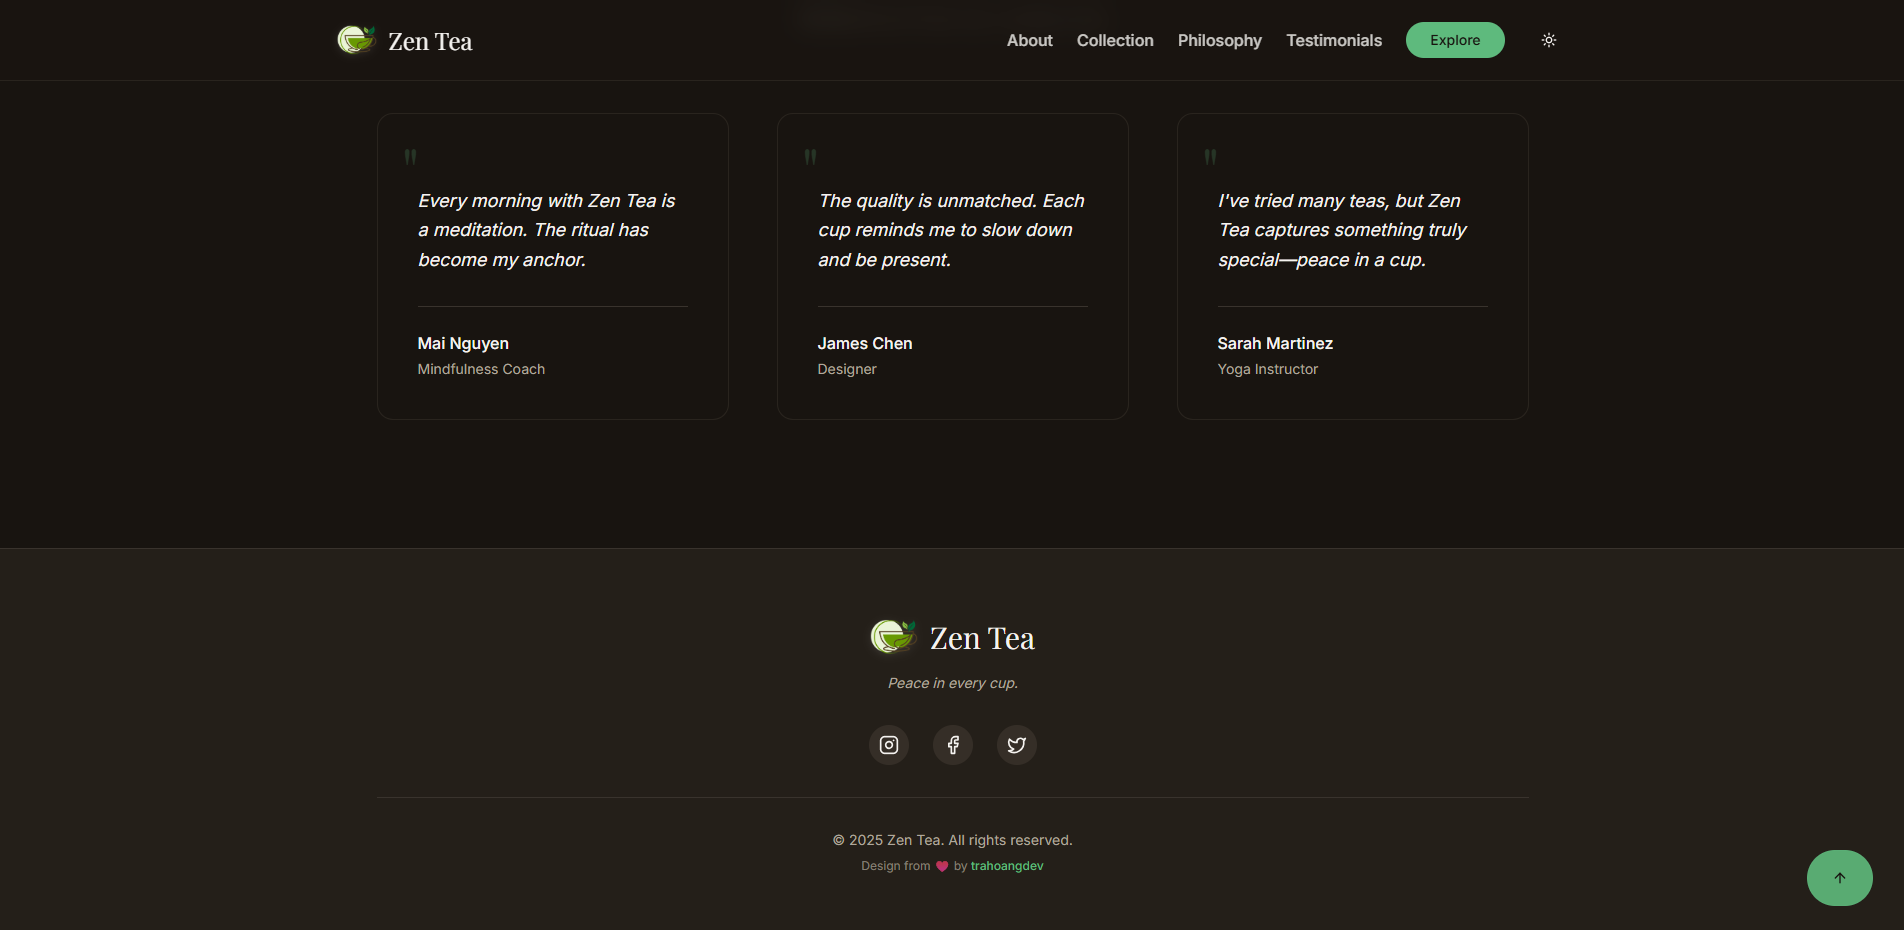 Zen Tea
About Collection Philosophy Testimonials Explore
"
Every morning with Zen Tea is
a meditation. The ritual has
become my anchor.
Mai Nguyen
Mindfulness Coach
"
The quality is unmatched. Each
cup reminds me to slow down
and be present.
James Chen
Designer
"
I've tried many teas, but Zen
Tea captures something truly
special—peace in a cup.
Sarah Martinez
Yoga Instructor
Zen Tea
Peace in every cup.
© 2025 Zen Tea. All rights reserved.
Design from ❤ by trahoangdev